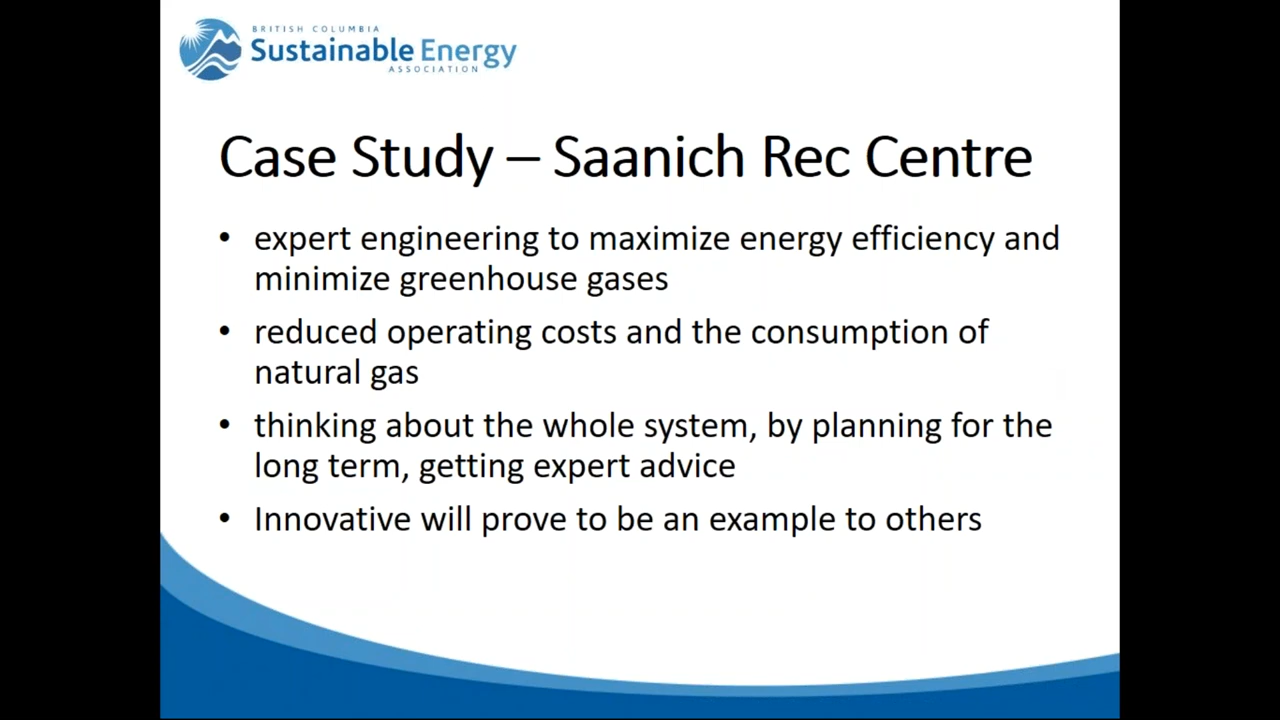 BRITISH COLUMBIA
Sustainable Energy
ASSOCIATION
Case Study – Saanich Rec Centre
• expert engineering to maximize energy efficiency and
minimize greenhouse gases
• reduced operating costs and the consumption of
natural gas
• thinking about the whole system, by planning for the
long term, getting expert advice
• Innovative will prove to be an example to others